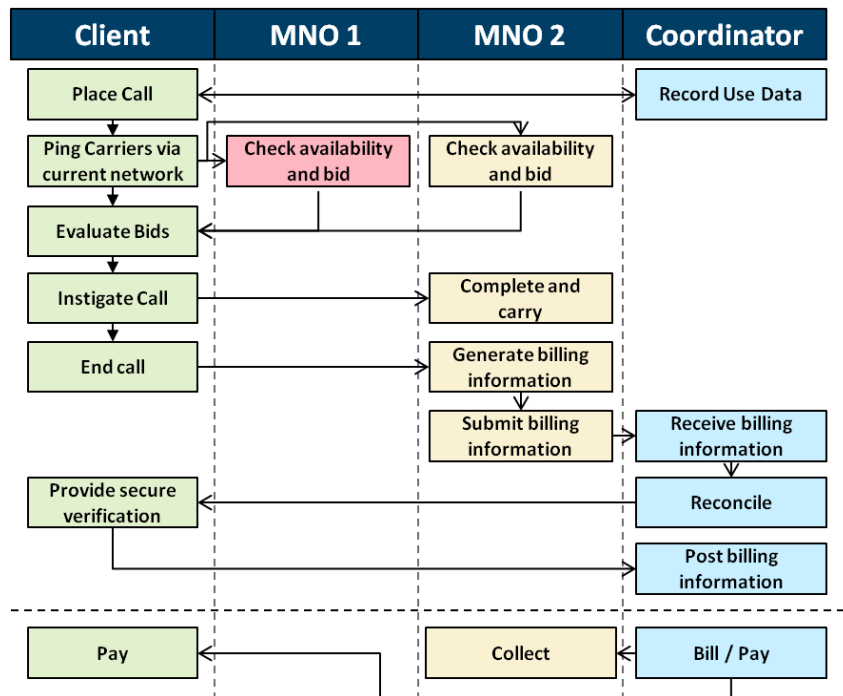 Client MNO 1 MNO 2 Coordinator
Place Call
Record Use Data
Ping Carriers via
current network
Check availability
and bid
Check availability
and bid
Evaluate Bids
Instigate Call
Complete and
carry
End call
Generate billing
information
Submit billing
information
Receive billing
information
Provide secure
verification
Reconcile
Post billing
information
Pay
Collect
Bill / Pay